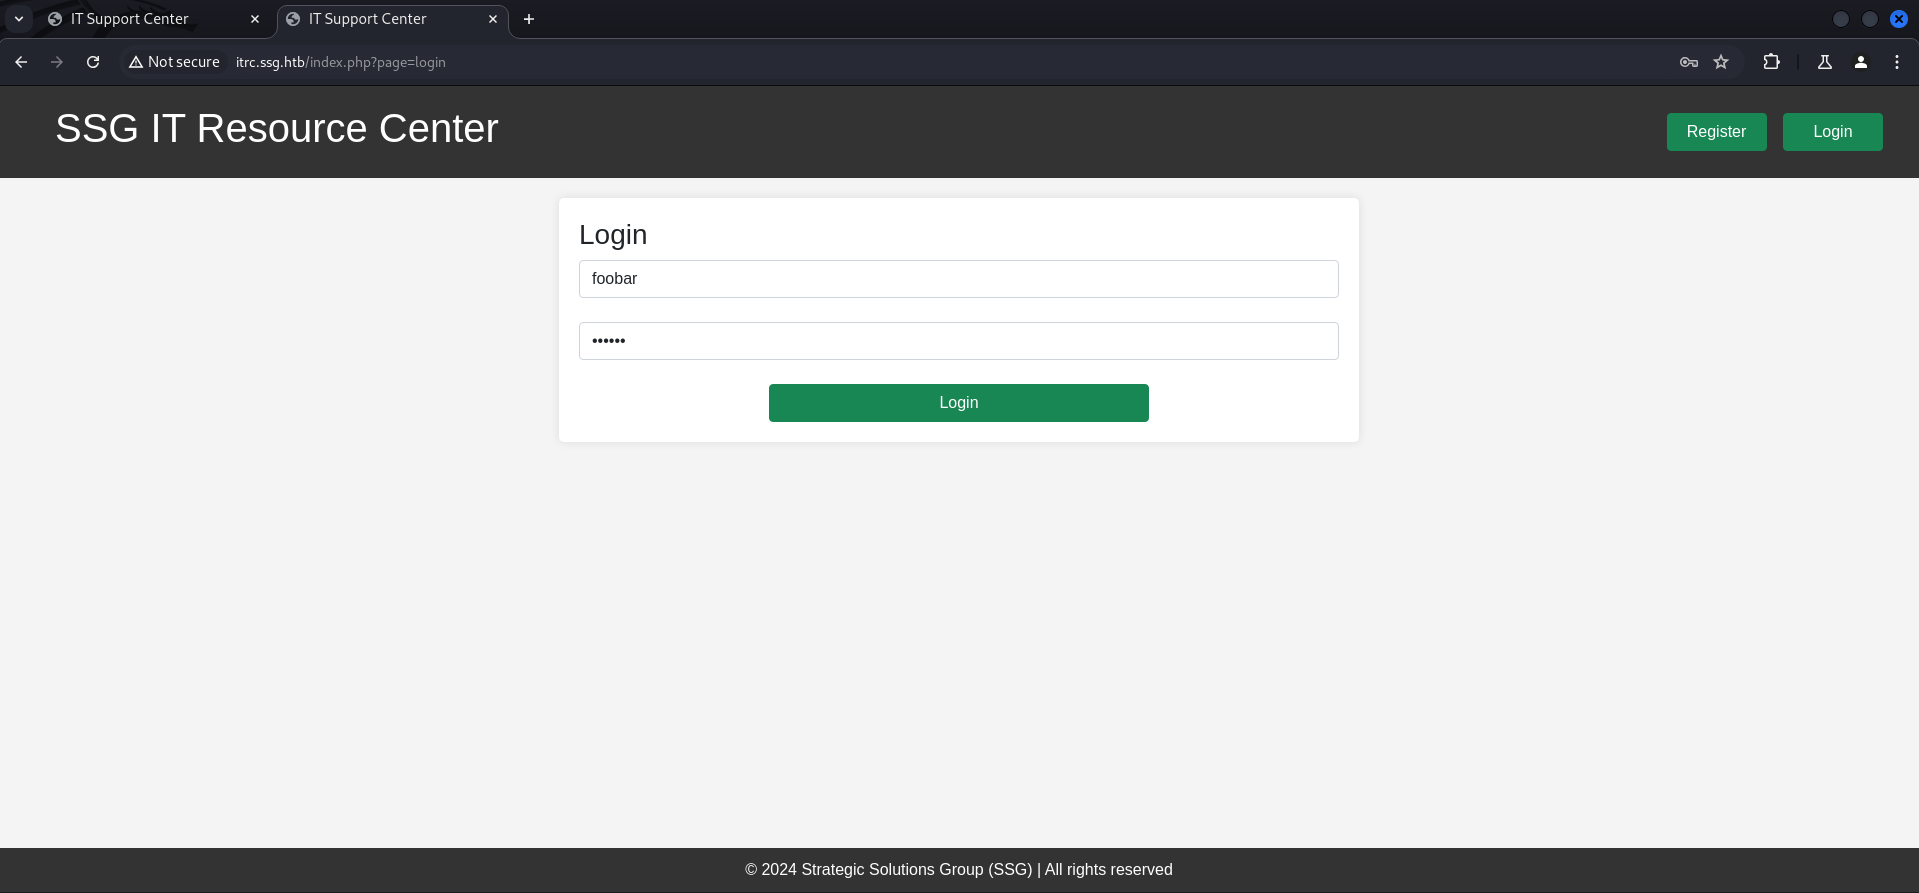 IT Support Center
IT Support Center
Not secure
itrc.ssg.htb/index.php?page=login
SSG IT Resource Center
Register
Login
Login
foobar
••••••
Login
© 2024 Strategic Solutions Group (SSG) | All rights reserved